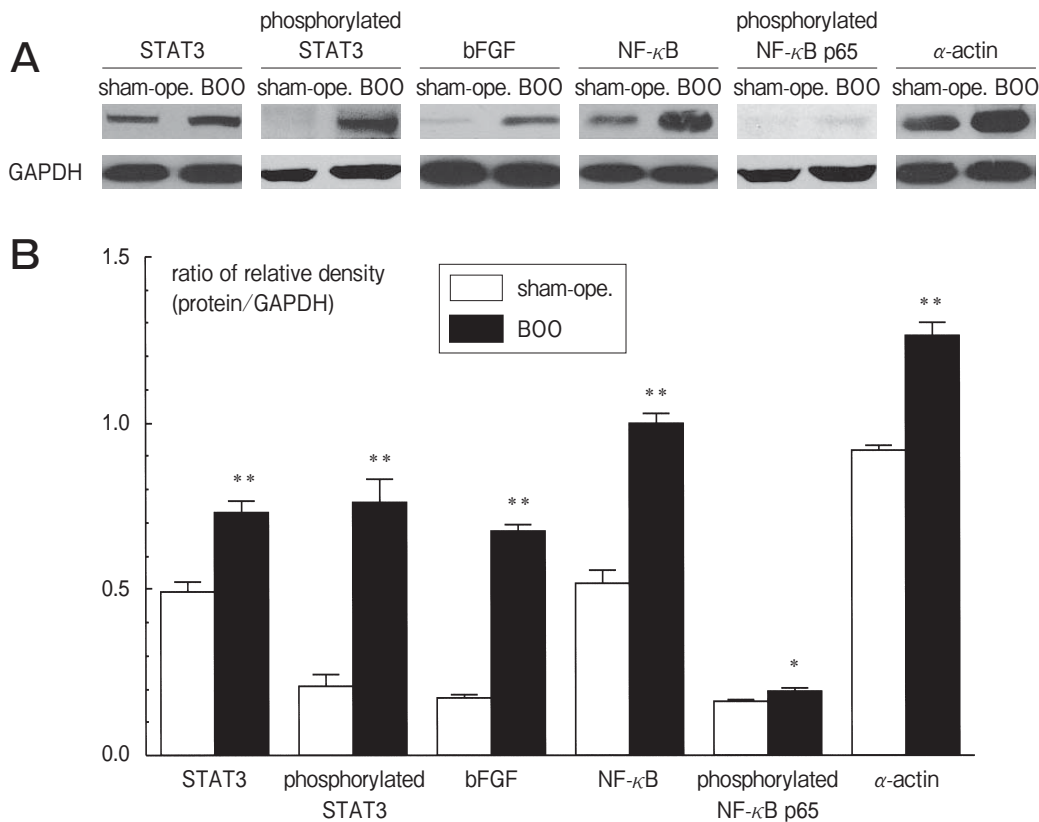 A
STAT3
phosphorylated
STAT3
bFGF
NF-κB
phosphorylated
NF-κB p65
α-actin
sham-ope. BOO
sham-ope. BOO
sham-ope. BOO
sham-ope. BOO
sham-ope. BOO
sham-ope. BOO
GAPDH
B
ratio of relative density
(protein/GAPDH)
sham-ope.
BOO
1.5
1.0
0.5
0.0
**
**
**
**
*
**
STAT3
phosphorylated
STAT3
bFGF
NF-κB
phosphorylated
NF-κB p65
α-actin